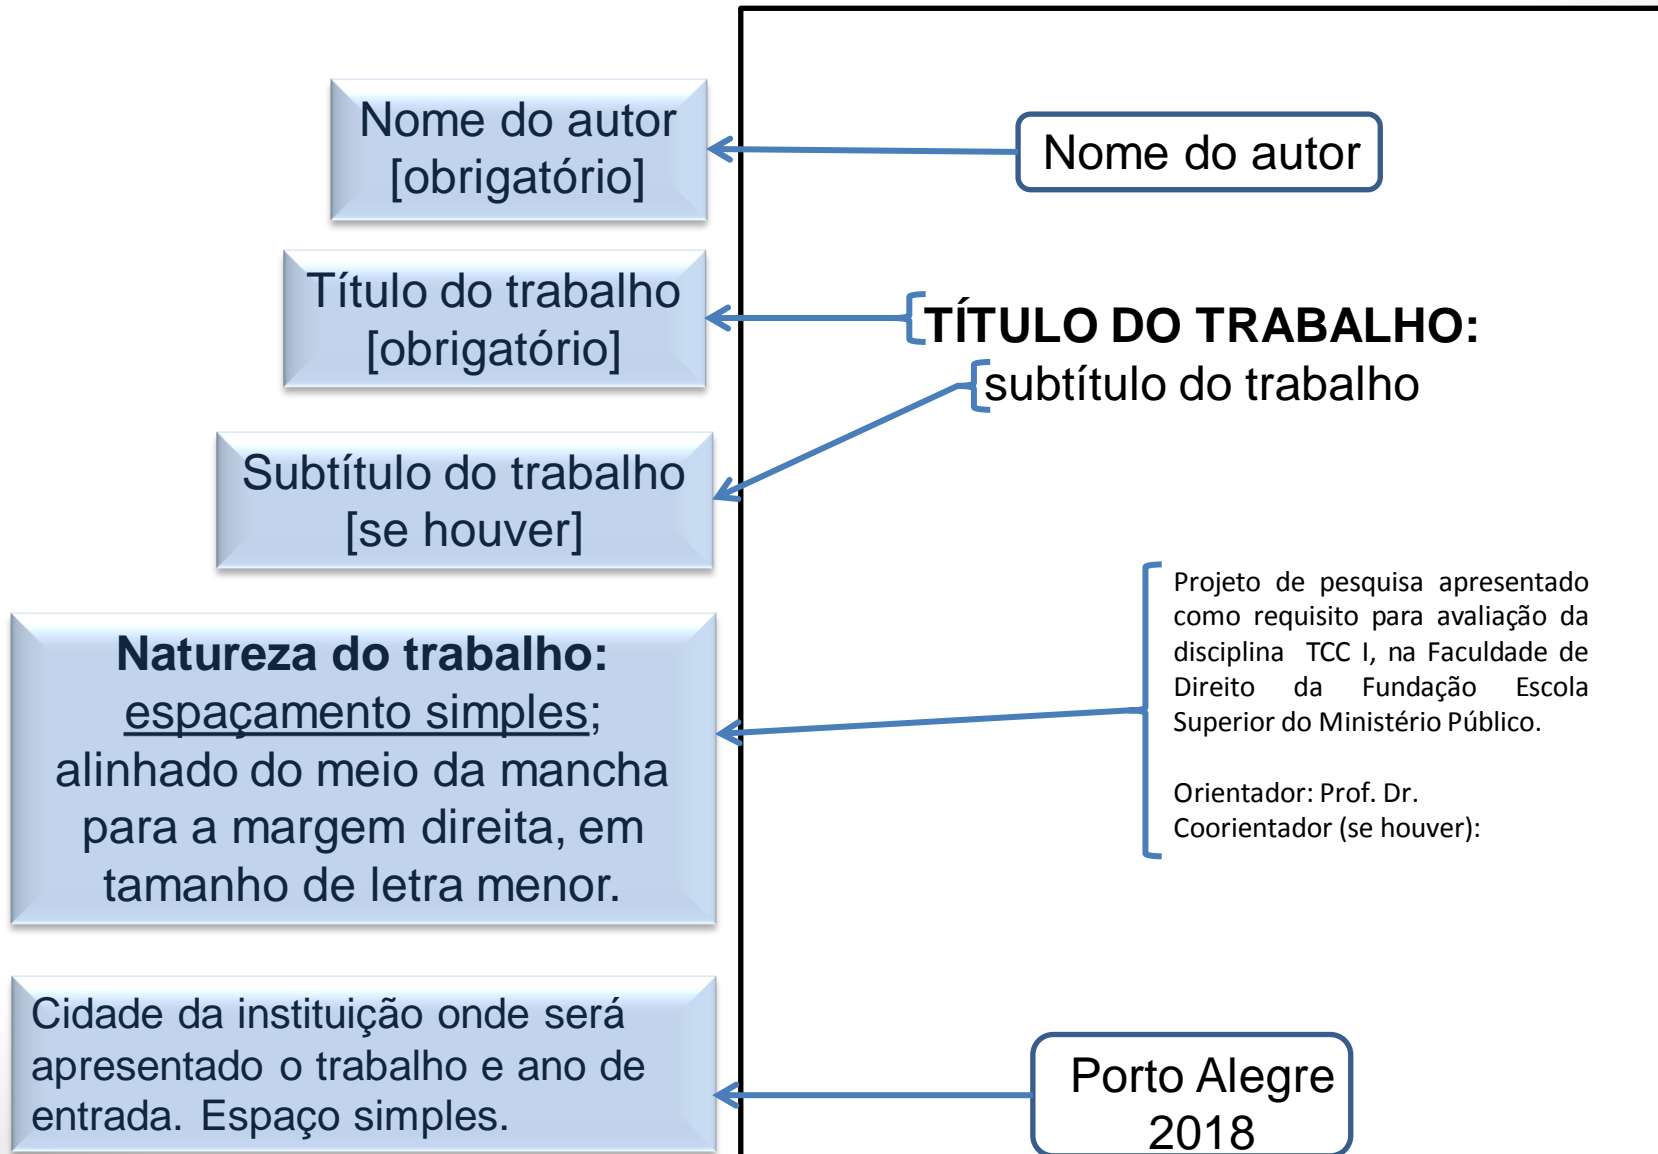 Nome do autor
[obrigatório]
Nome do autor
Título do trabalho
[obrigatório]
TÍTULO DO TRABALHO:
subtítulo do trabalho
Subtítulo do trabalho
[se houver]
Natureza do trabalho:
espaçamento simples;
alinhado do meio da mancha
para a margem direita, em
tamanho de letra menor.
Projeto de pesquisa apresentado
como requisito para avaliação da
disciplina TCC I, na Faculdade de
Direito da Fundação Escola
Superior do Ministério Público.
Orientador: Prof. Dr.
Coorientador (se houver):
Cidade da instituição onde será
apresentado o trabalho e ano de
entrada. Espaço simples.
Porto Alegre
2018